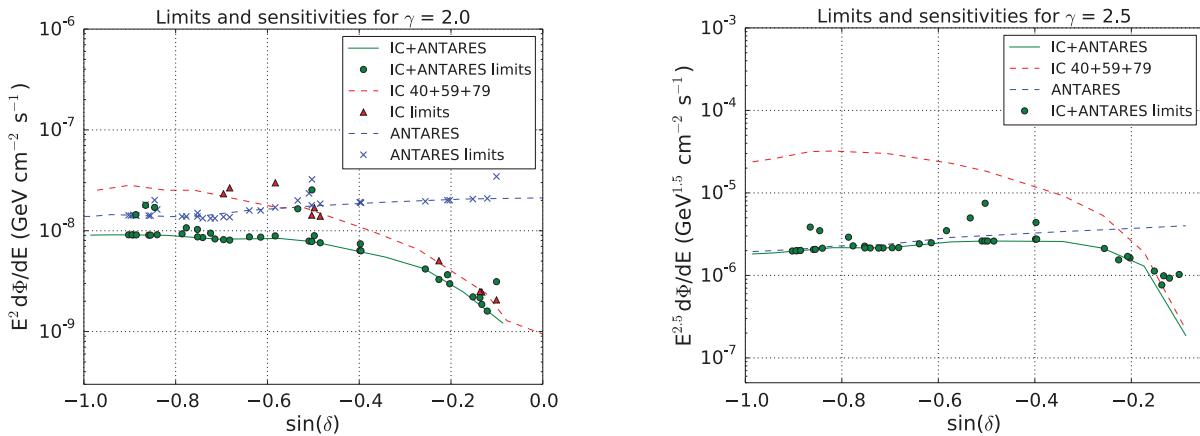 Limits and sensitivities for γ = 2.0
10⁻⁶
10⁻⁷
10⁻⁸
10⁻⁹
E² dΦ/dE (GeV cm⁻² s⁻¹)
IC+ANTARES
IC+ANTARES limits
IC 40+59+79
IC limits
ANTARES
ANTARES limits
−1.0 −0.8 −0.6 −0.4 −0.2 0.0
sin(δ)
Limits and sensitivities for γ = 2.5
10⁻³
10⁻⁴
10⁻⁵
10⁻⁶
10⁻⁷
E²·⁵ dΦ/dE (GeV¹·⁵ cm⁻² s⁻¹)
IC+ANTARES
IC 40+59+79
ANTARES
IC+ANTARES limits
−1.0 −0.8 −0.6 −0.4 −0.2
sin(δ)